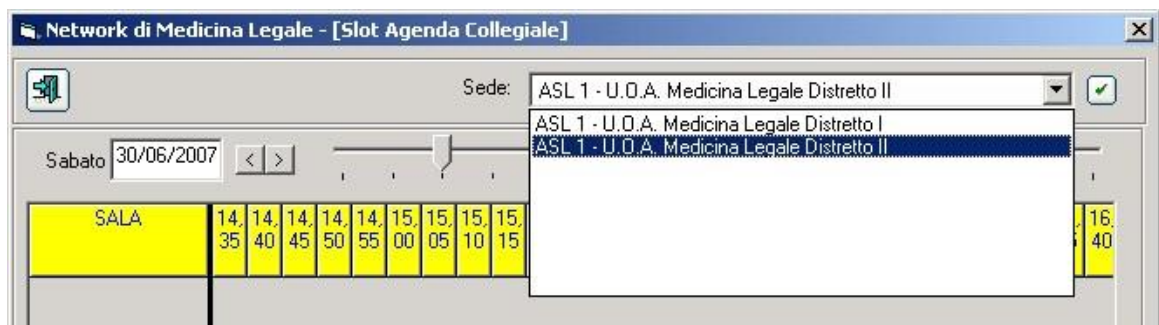 Network di Medicina Legale - [Slot Agenda Collegiale]
Sede: ASL 1 - U.O.A. Medicina Legale Distretto II
ASL 1 - U.O.A. Medicina Legale Distretto I
ASL 1 - U.O.A. Medicina Legale Distretto II
Sabato 30/06/2007 < >
SALA 14, 14, 14, 14, 14, 15, 15, 15, 15, 16,
35 40 45 50 55 00 05 10 15 40